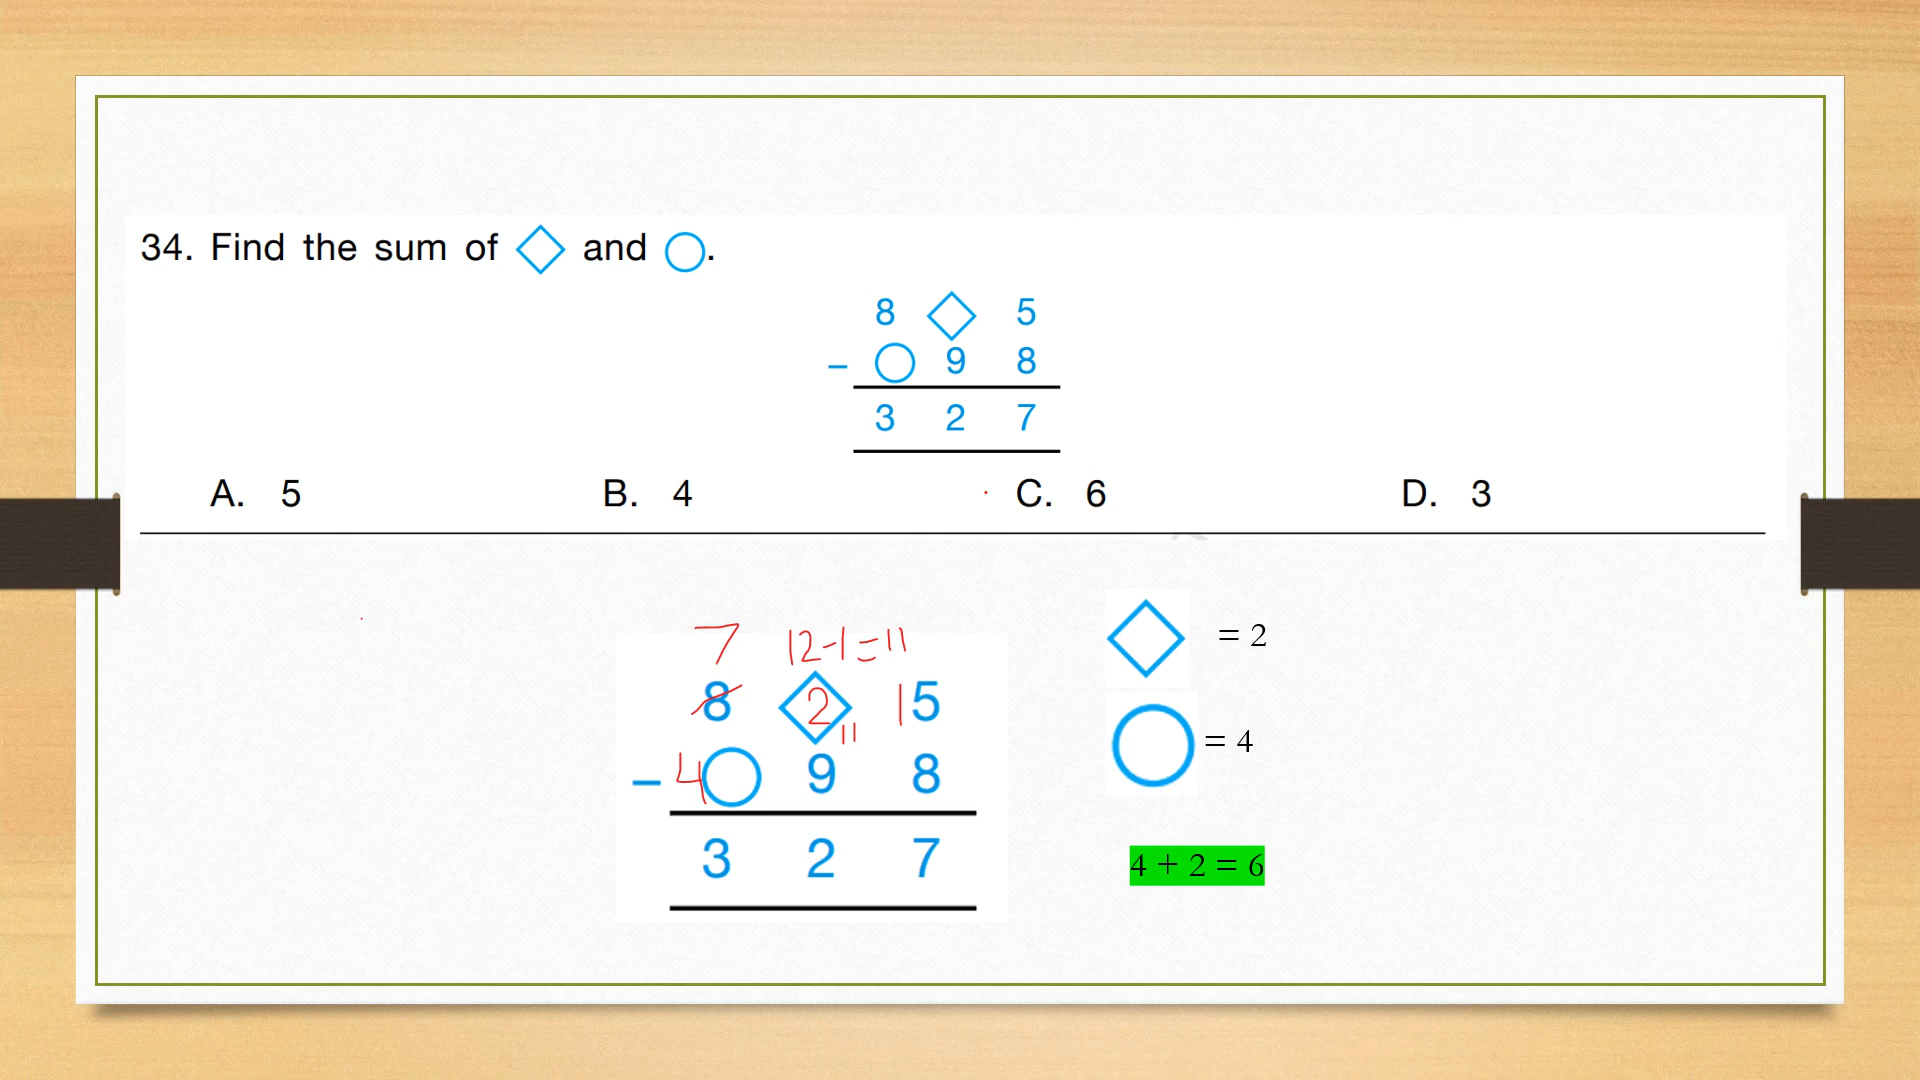 34. Find the sum of ◇ and ○.
8 ◇ 5
– ○ 9 8
3 2 7
A. 5 B. 4 C. 6 D. 3
7 12-1=11
8 2 15
11
– 4 9 8
3 2 7
= 2
= 4
4 + 2 = 6